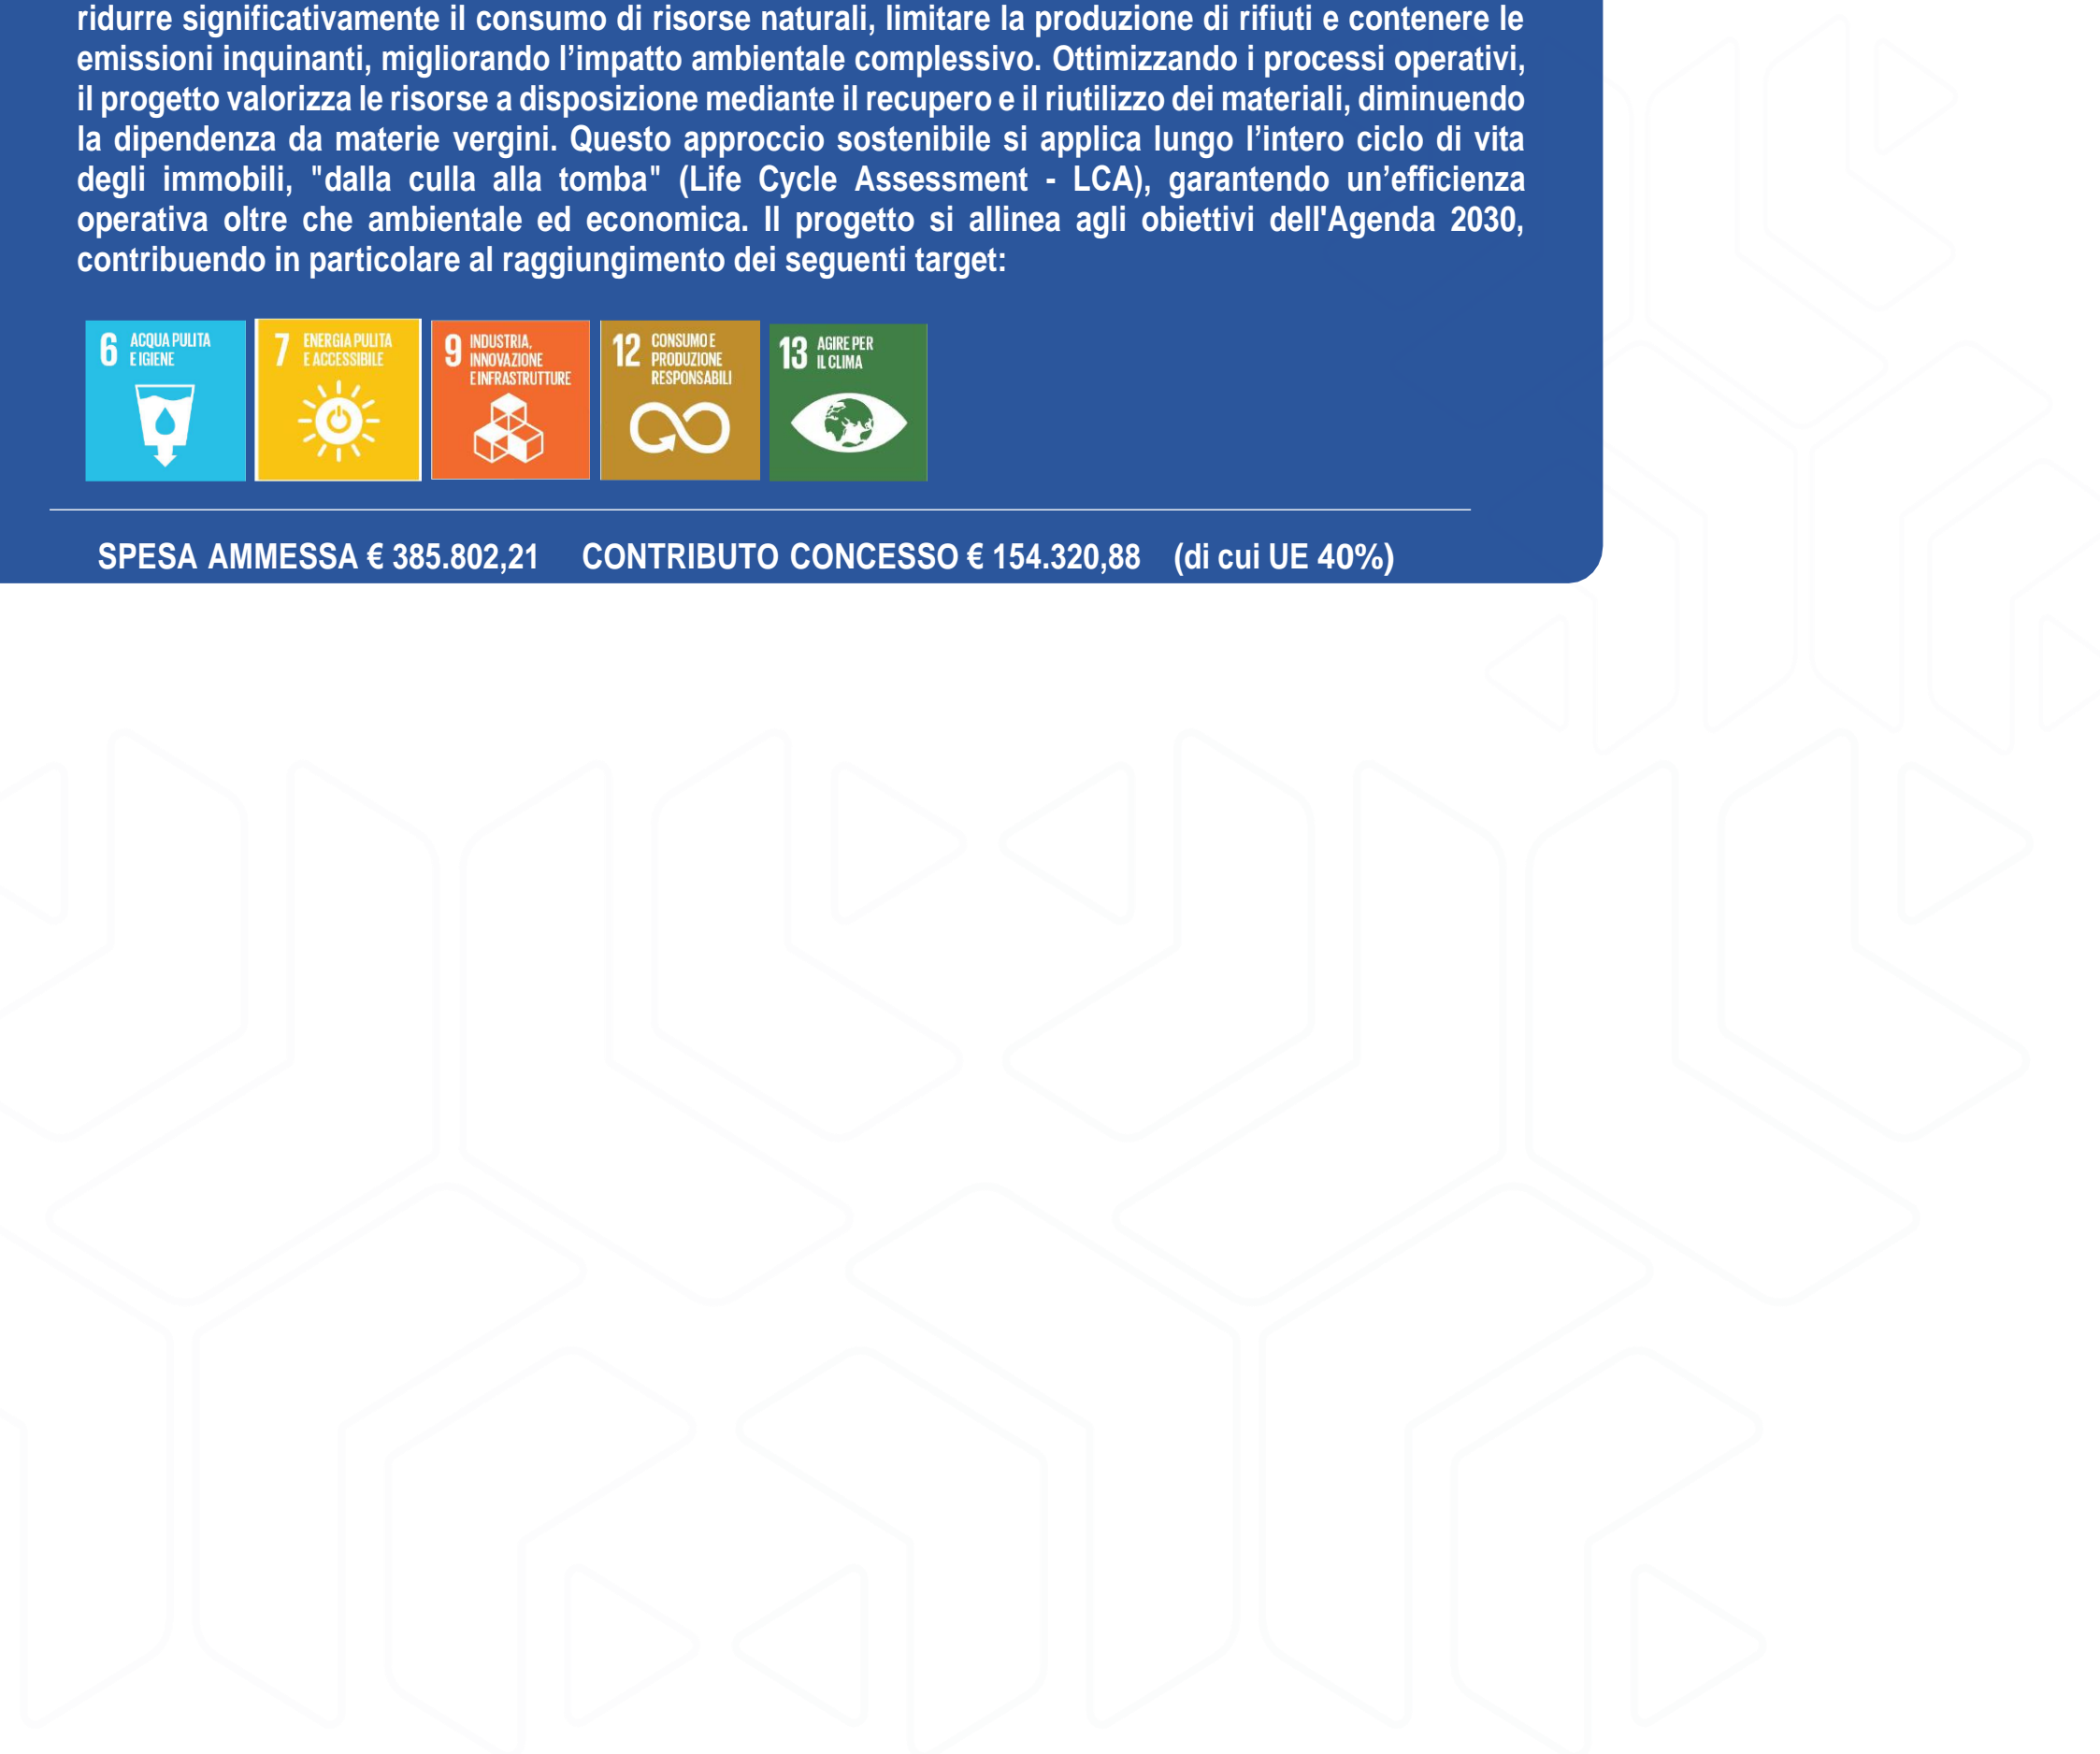 ridurre significativamente il consumo di risorse naturali, limitare la produzione di rifiuti e contenere le
emissioni inquinanti, migliorando l’impatto ambientale complessivo. Ottimizzando i processi operativi,
il progetto valorizza le risorse a disposizione mediante il recupero e il riutilizzo dei materiali, diminuendo
la dipendenza da materie vergini. Questo approccio sostenibile si applica lungo l’intero ciclo di vita
degli immobili, "dalla culla alla tomba" (Life Cycle Assessment - LCA), garantendo un’efficienza
operativa oltre che ambientale ed economica. Il progetto si allinea agli obiettivi dell'Agenda 2030,
contribuendo in particolare al raggiungimento dei seguenti target:
6 ACQUA PULITA
E IGIENE
7 ENERGIA PULITA
E ACCESSIBILE
9 INDUSTRIA,
INNOVAZIONE
E INFRASTRUTTURE
12 CONSUMO E
PRODUZIONE
RESPONSABILI
13 AGIRE PER
IL CLIMA
SPESA AMMESSA € 385.802,21 CONTRIBUTO CONCESSO € 154.320,88 (di cui UE 40%)